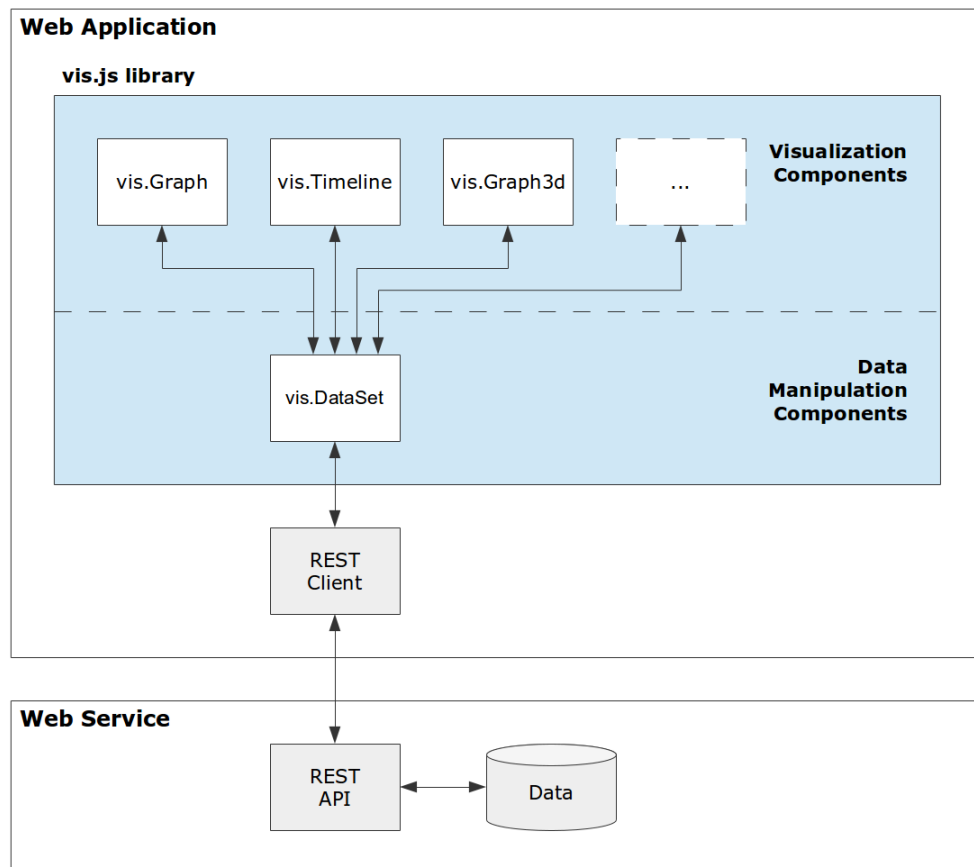 Web Application
vis.js library
vis.Graph
vis.Timeline
vis.Graph3d
...
Visualization
Components
vis.DataSet
Data
Manipulation
Components
REST
Client
Web Service
REST
API
Data